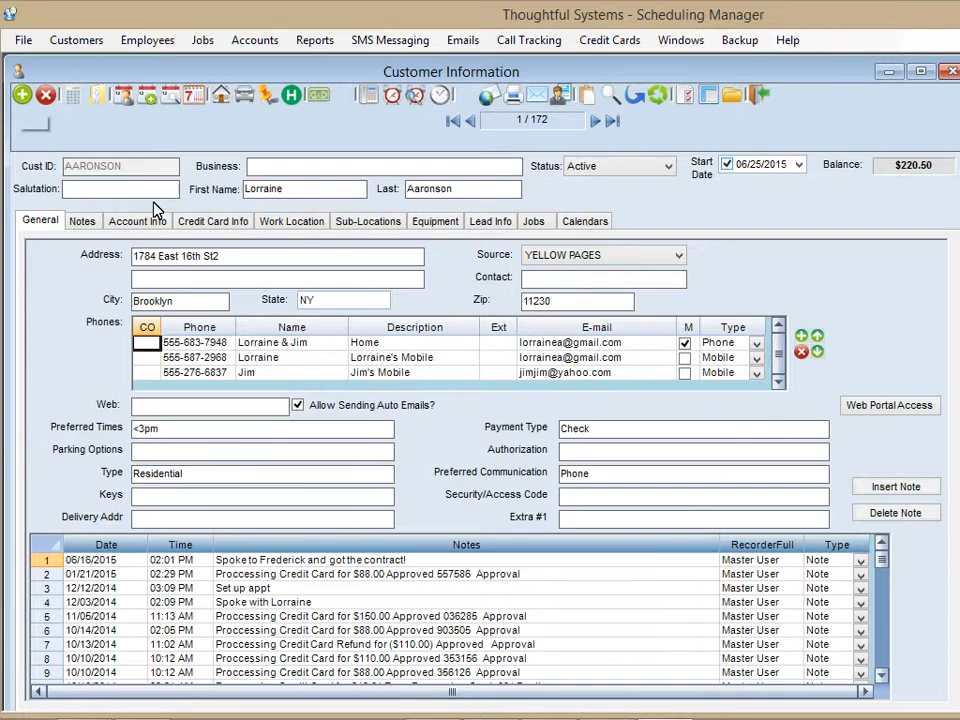 Thoughtful Systems - Scheduling Manager
File Customers Employees Jobs Accounts Reports SMS Messaging Emails Call Tracking Credit Cards Windows Backup Help
Customer Information
1 / 172
Cust ID: AARONSON Business: Status: Active Start Date 06/25/2015 Balance: $220.50
Salutation: First Name: Lorraine Last: Aaronson
General Notes Account Info Credit Card Info Work Location Sub-Locations Equipment Lead Info Jobs Calendars
Address: 1784 East 16th St2 Source: YELLOW PAGES
Contact:
City: Brooklyn State: NY Zip: 11230
Phones: CO Phone Name Description Ext E-mail M Type
555-683-7948 Lorraine & Jim Home lorrainea@gmail.com Phone
555-587-2968 Lorraine Lorraine's Mobile lorrainea@gmail.com Mobile
555-276-6837 Jim Jim's Mobile jimjim@yahoo.com Mobile
Web: Allow Sending Auto Emails? Web Portal Access
Preferred Times <3pm Payment Type Check
Parking Options Authorization
Type Residential Preferred Communication Phone
Keys Security/Access Code Insert Note
Delivery Addr Extra #1 Delete Note
Date Time Notes RecorderFull Type
1 06/16/2015 02:01 PM Spoke to Frederick and got the contract! Master User Note
2 01/21/2015 02:29 PM Proccessing Credit Card for $88.00 Approved 557586 Approval Master User Note
3 12/12/2014 03:09 PM Set up appt Master User Note
4 12/03/2014 02:09 PM Spoke with Lorraine Master User Note
5 11/05/2014 11:13 AM Proccessing Credit Card for $150.00 Approved 036285 Approval Master User Note
6 10/14/2014 02:05 PM Proccessing Credit Card for $88.00 Approved 903505 Approval Master User Note
7 10/13/2014 11:02 AM Proccessing Credit Card Refund for ($110.00) Approved Approval Master User Note
8 10/10/2014 10:12 AM Proccessing Credit Card for $110.00 Approved 353156 Approval Master User Note
9 10/10/2014 10:12 AM Proccessing Credit Card for $88.00 Approved 356126 Approval Master User Note